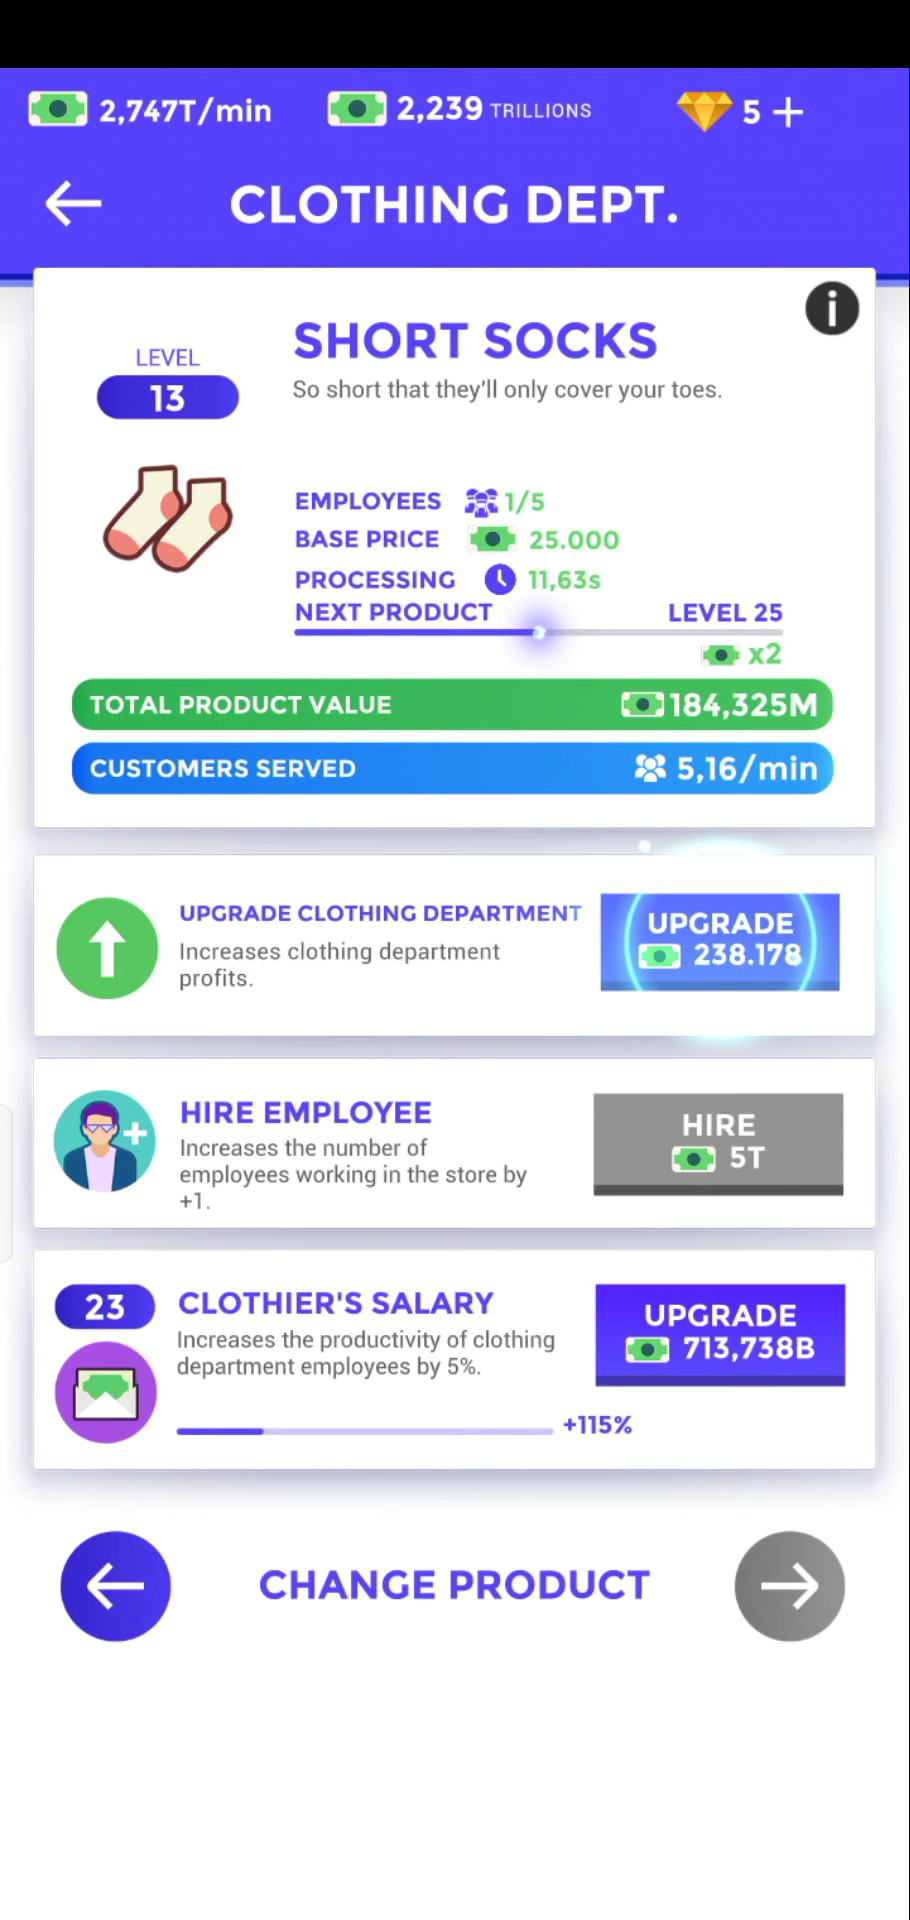 2,747T/min 2,239 TRILLIONS 5 +
CLOTHING DEPT.
i
SHORT SOCKS
LEVEL
13
So short that they'll only cover your toes.
EMPLOYEES 1/5
BASE PRICE 25.000
PROCESSING 11,63s
NEXT PRODUCT LEVEL 25
x2
TOTAL PRODUCT VALUE 184,325M
CUSTOMERS SERVED 5,16/min
UPGRADE CLOTHING DEPARTMENT
Increases clothing department
profits.
UPGRADE
238.178
HIRE EMPLOYEE
Increases the number of
employees working in the store by
+1.
HIRE
5T
23
CLOTHIER'S SALARY
Increases the productivity of clothing
department employees by 5%.
+115%
UPGRADE
713,738B
CHANGE PRODUCT